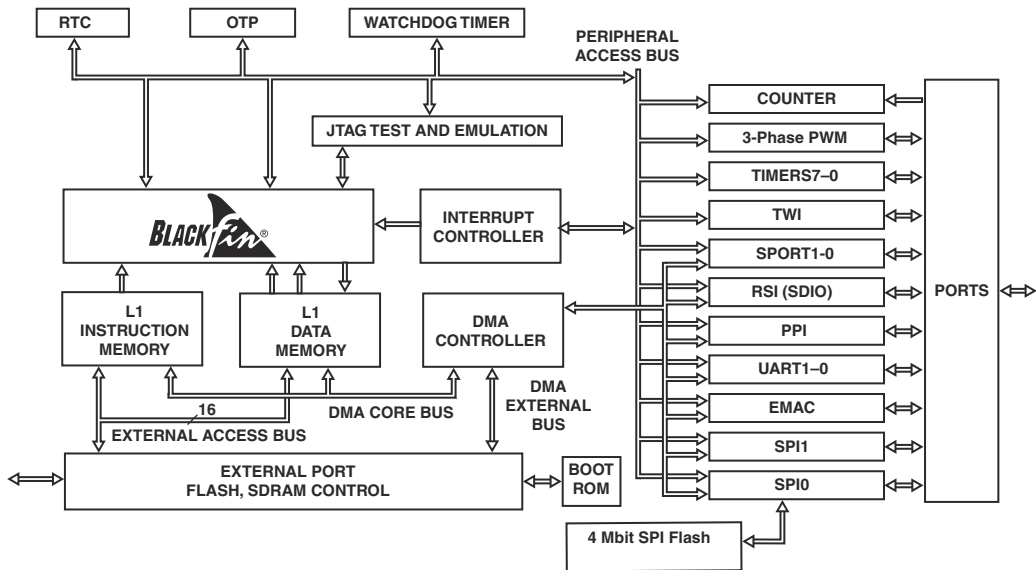 RTC
OTP
WATCHDOG TIMER
PERIPHERAL
ACCESS BUS
COUNTER
JTAG TEST AND EMULATION
3-Phase PWM
TIMERS7–0
BLACKfin®
INTERRUPT
CONTROLLER
TWI
SPORT1-0
L1
INSTRUCTION
MEMORY
L1
DATA
MEMORY
DMA
CONTROLLER
RSI (SDIO)
PORTS
PPI
UART1–0
16
DMA CORE BUS
EXTERNAL ACCESS BUS
DMA
EXTERNAL
BUS
EMAC
SPI1
EXTERNAL PORT
FLASH, SDRAM CONTROL
BOOT
ROM
SPI0
4 Mbit SPI Flash